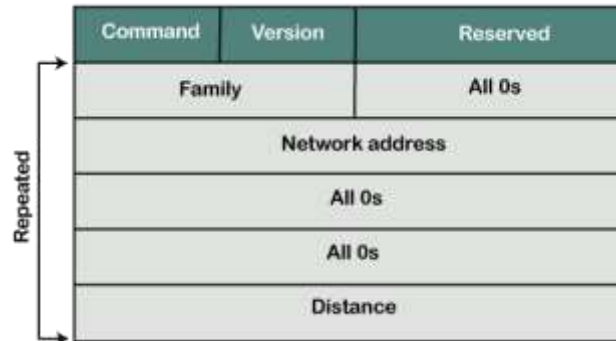 Command Version Reserved
Family All 0s
Network address
All 0s
All 0s
Distance
Repeated